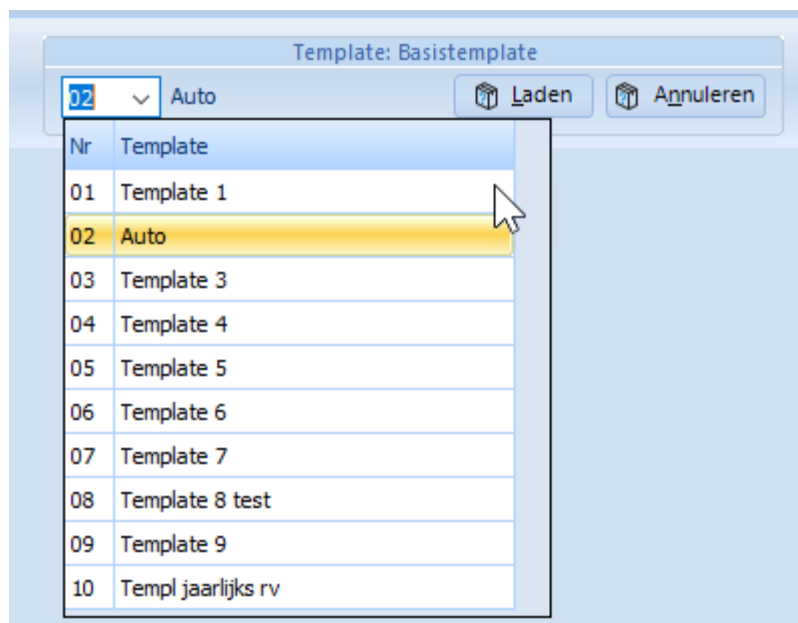 Template: Basistemplate
02 Auto Laden Annuleren
Nr Template
01 Template 1
02 Auto
03 Template 3
04 Template 4
05 Template 5
06 Template 6
07 Template 7
08 Template 8 test
09 Template 9
10 Templ jaarlijks rv